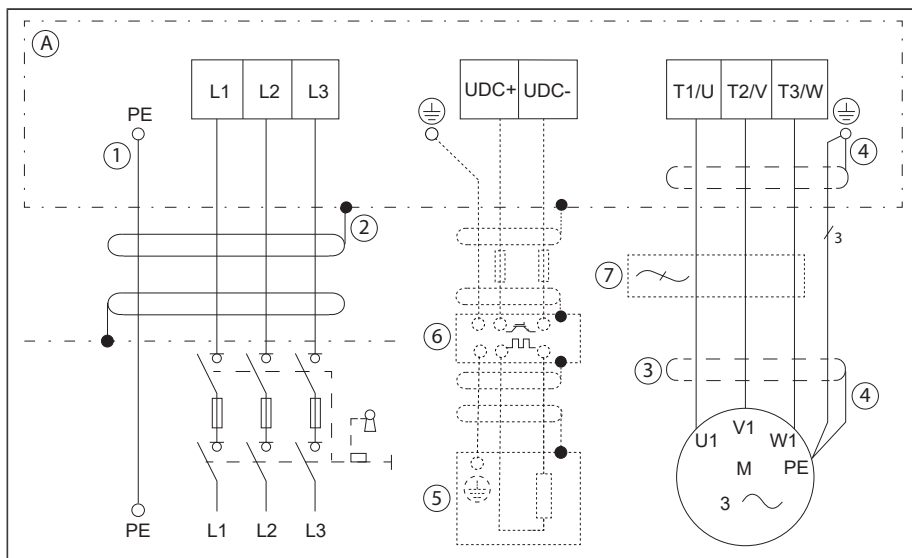 A
L1 L2 L3
UDC+ UDC-
T1/U T2/V T3/W
PE
1
4
2
3
7
6
3
4
U1 V1 W1
M PE
3
5
PE L1 L2 L3